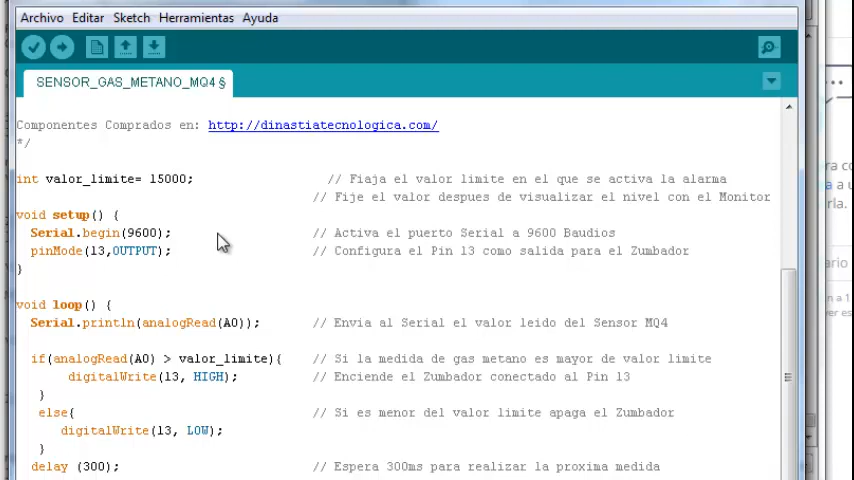 Archivo Editar Sketch Herramientas Ayuda
SENSOR_GAS_METANO_MQ4 §
Componentes Comprados en: http://dinastiatecnologica.com/
*/
int valor_limite= 15000; // Fiaja el valor limite en el que se activa la alarma
// Fije el valor despues de visualizar el nivel con el Monitor
void setup() {
Serial.begin(9600); // Activa el puerto Serial a 9600 Baudios
pinMode(13,OUTPUT); // Configura el Pin 13 como salida para el Zumbador
}
void loop() {
Serial.println(analogRead(A0)); // Envia al Serial el valor leido del Sensor MQ4
if(analogRead(A0) > valor_limite){ // Si la medida de gas metano es mayor de valor limite
digitalWrite(13, HIGH); // Enciende el Zumbador conectado al Pin 13
}
else{ // Si es menor del valor limite apaga el Zumbador
digitalWrite(13, LOW);
}
delay (300); // Espera 300ms para realizar la proxima medida